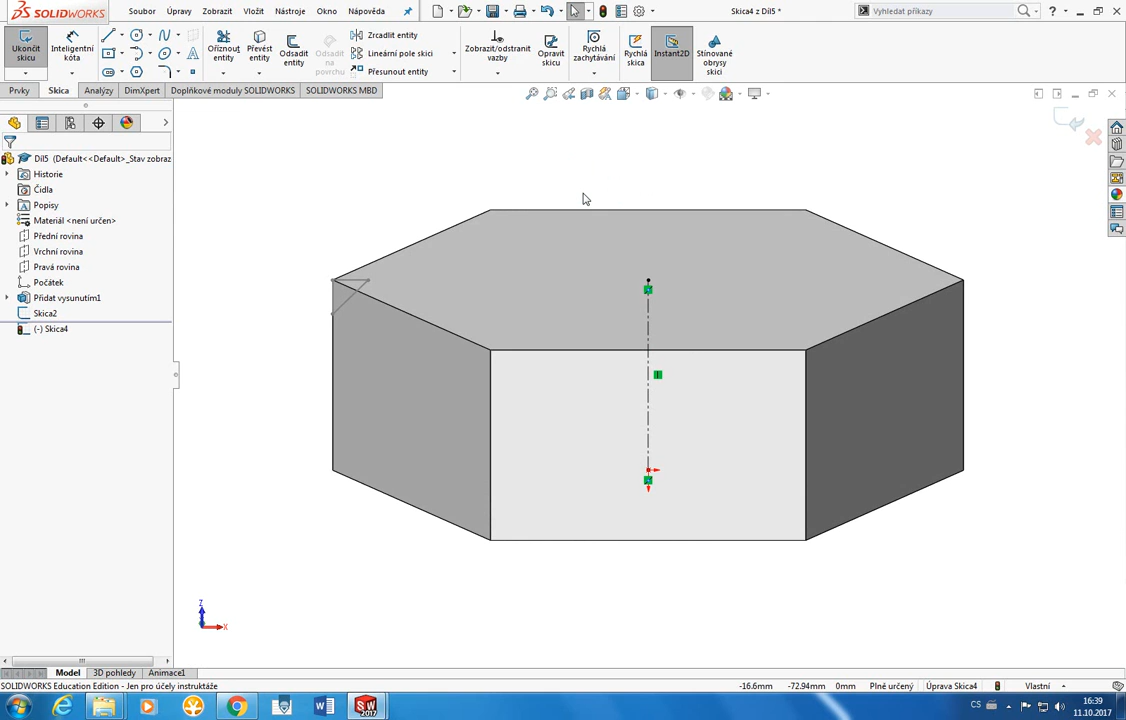 SOLIDWORKS Soubor Úpravy Zobrazit Vložit Nástroje Okno Nápověda Skica4 z Díl5 * Vyhledat příkazy
Ukončit skicu
Inteligentní kóta
Oříznout entity
Převést entity
Odsadit entity
Odsadit na povrchu
Zrcadlit entity
Lineární pole skici
Přesunout entity
Zobrazit/odstranit vazby
Opravit skicu
Rychlá zachytávání
Rychlá skica
Instant2D
Stínované obrysy skici
Prvky Skica Analýzy DimXpert Doplňkové moduly SOLIDWORKS SOLIDWORKS MBD
Díl5 (Default<<Default>_Stav zobraz
Historie
Čidla
Popisy
Materiál <není určen>
Přední rovina
Vrchní rovina
Pravá rovina
Počátek
Přidat vysunutím1
Skica2
(-) Skica4
Z
X
Model 3D pohledy Animace1
SOLIDWORKS Education Edition - Jen pro účely instruktáže -16.6mm -72.94mm 0mm Plně určený Úprava Skica4 Vlastní
CS 16:39
11.10.2017
SW
2017